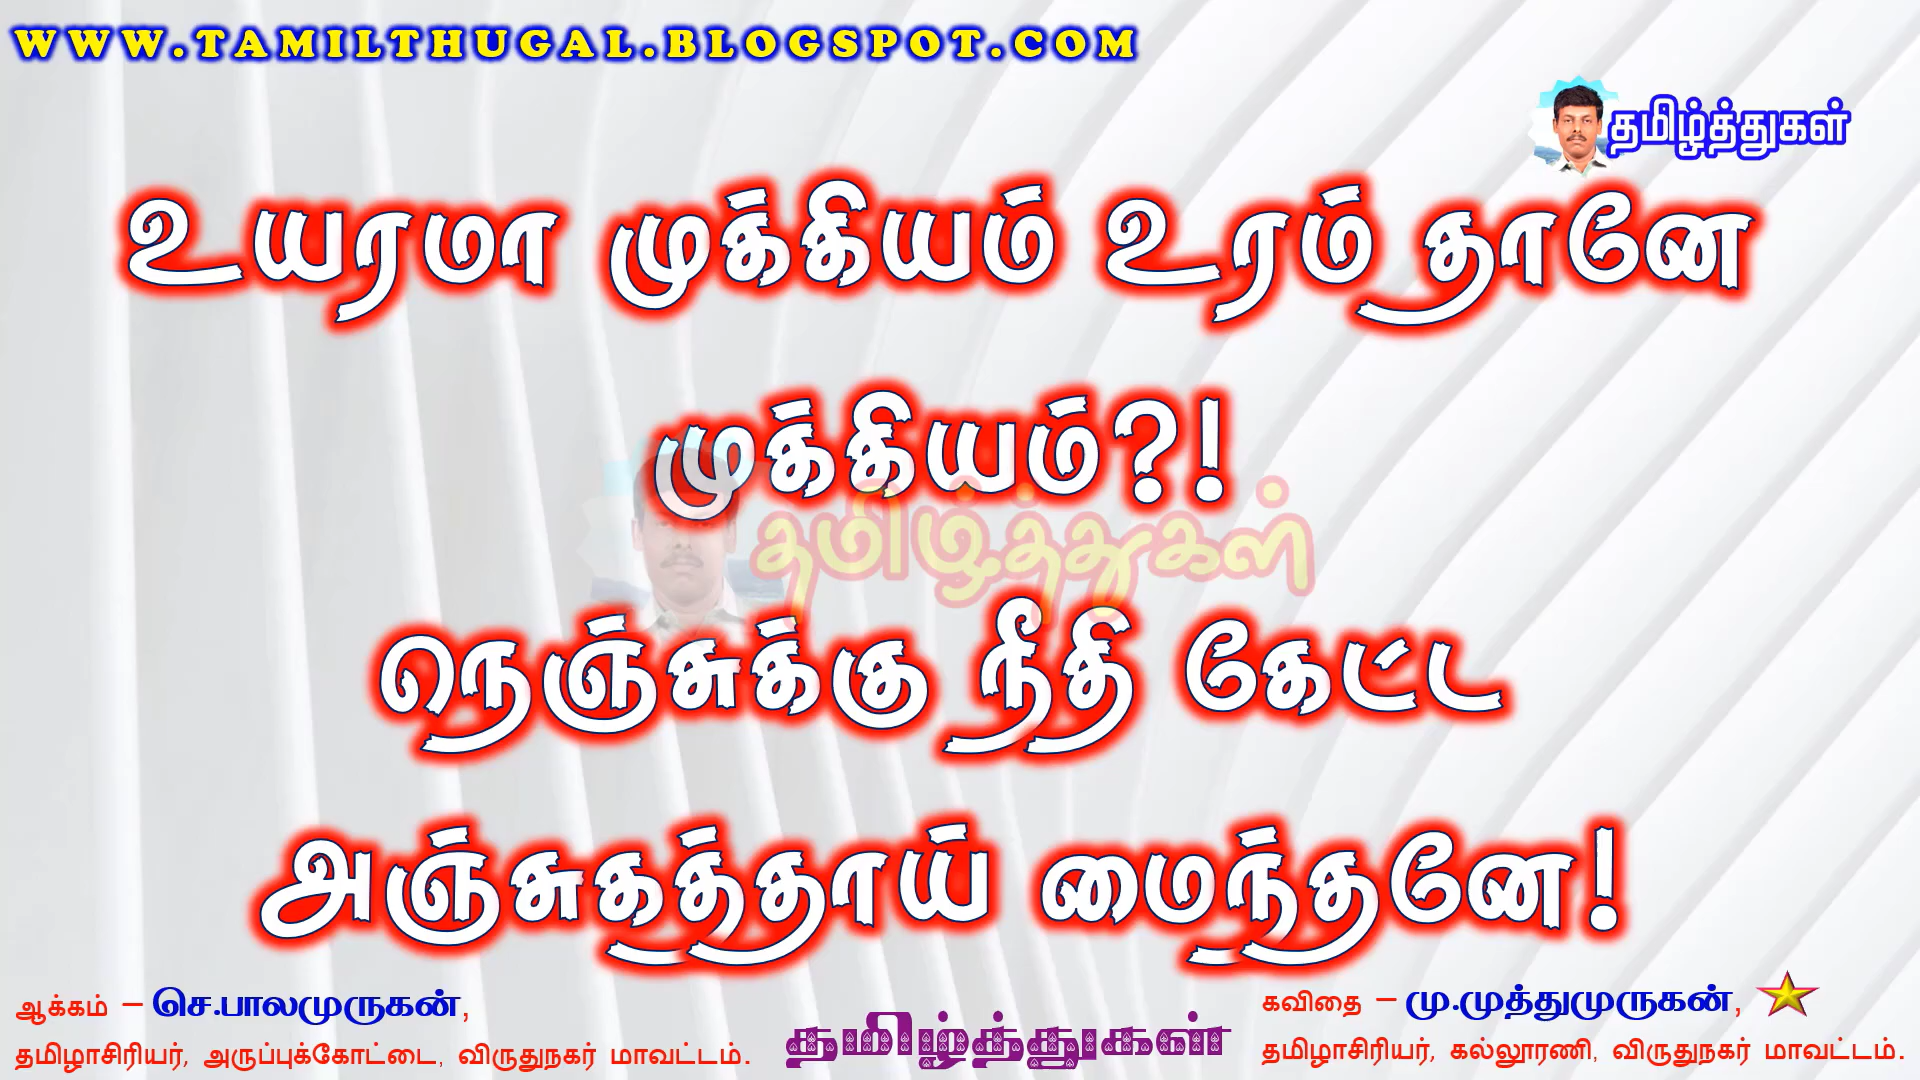 WWW.TAMILTHUGAL.BLOGSPOT.COM
தமிழ்த்துகள்
உயரமா முக்கியம் உரம் தானே
முக்கியம்?!
தமிழ்த்துகள்
நெஞ்சுக்கு நீதி கேட்ட
அஞ்சுகத்தாய் மைந்தனே!
ஆக்கம் – செ.பாலமுருகன்,
தமிழாசிரியர், அருப்புக்கோட்டை, விருதுநகர் மாவட்டம்.
தமிழ்த்துகள்
கவிதை – மு.முத்துமுருகன்,
தமிழாசிரியர், கல்லூரணி, விருதுநகர் மாவட்டம்.